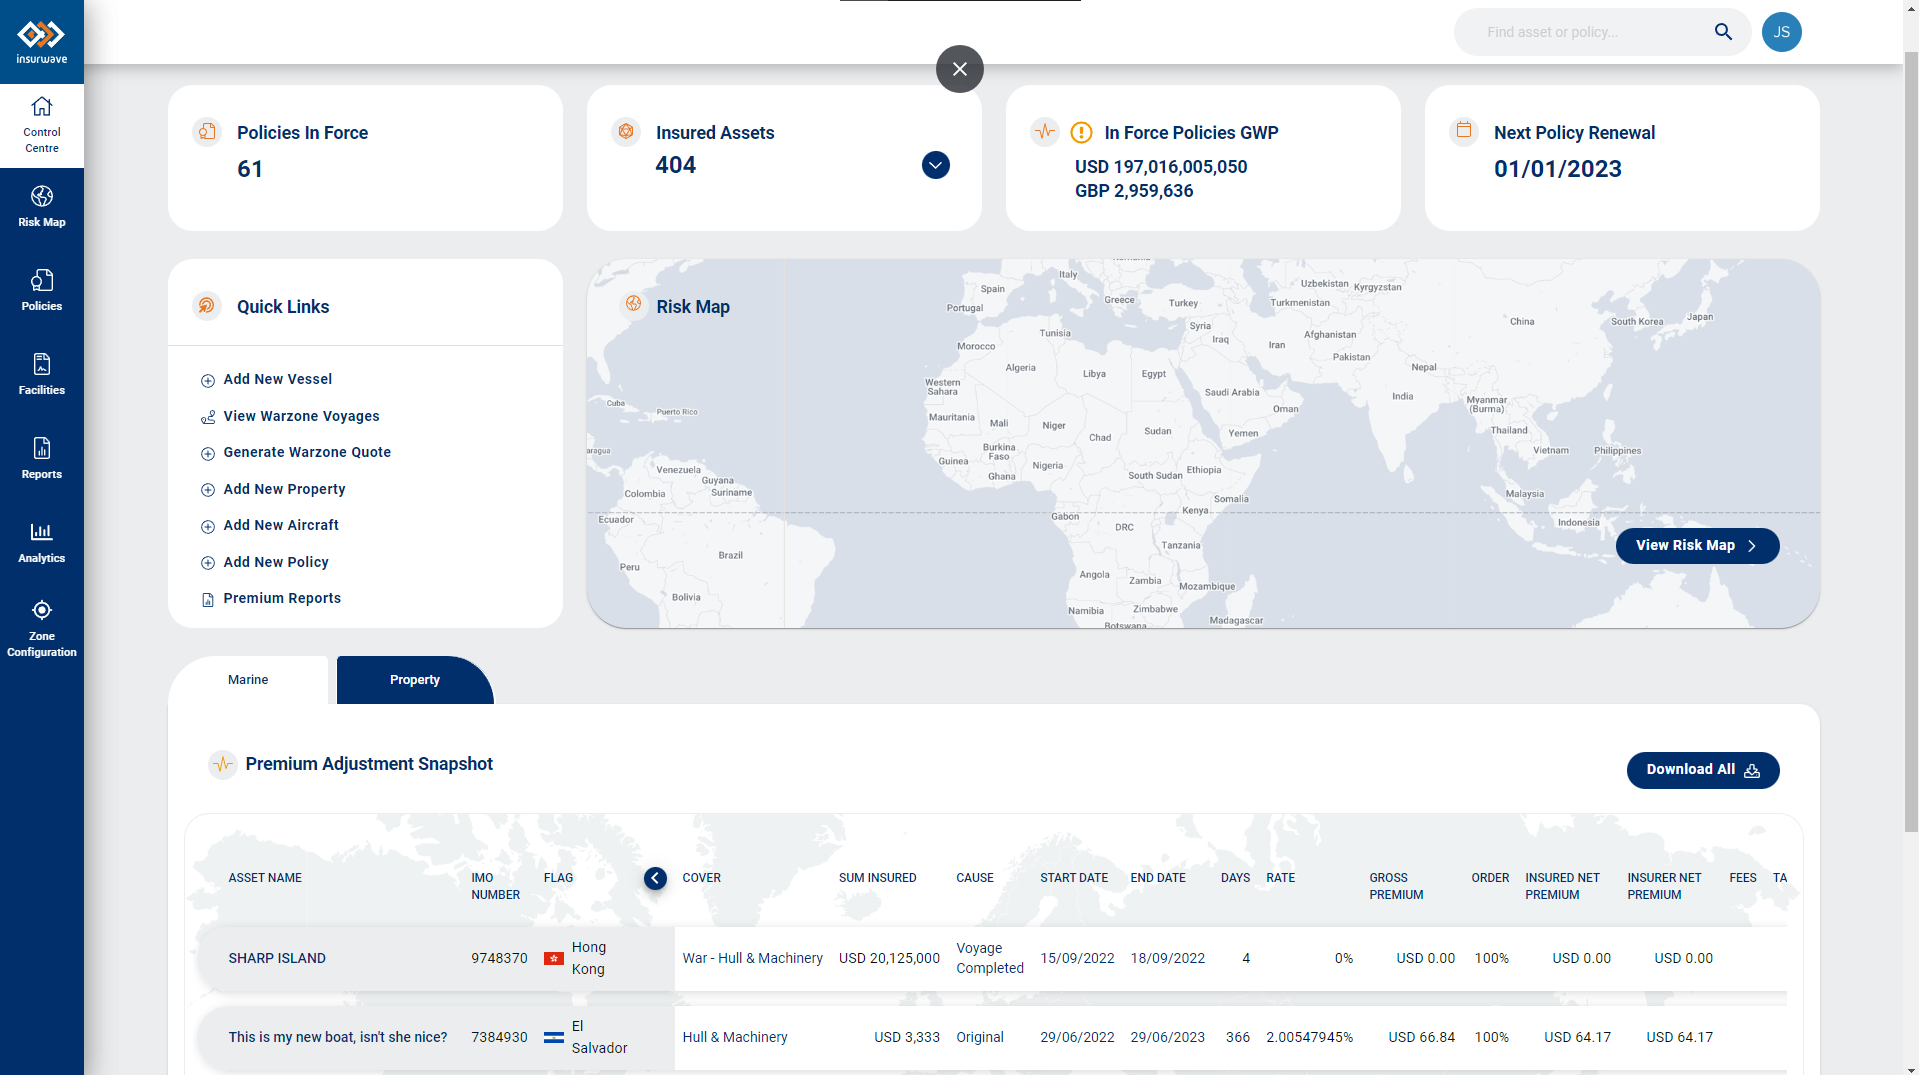 insurwave
Find asset or policy...
JS
Control
Centre
Risk Map
Policies
Facilities
Reports
Analytics
Zone
Configuration
Policies In Force
61
Insured Assets
404
In Force Policies GWP
USD 197,016,005,050
GBP 2,959,636
Next Policy Renewal
01/01/2023
Quick Links
Add New Vessel
View Warzone Voyages
Generate Warzone Quote
Add New Property
Add New Aircraft
Add New Policy
Premium Reports
Risk Map
Italy
Uzbekistan
Kyrgyzstan
Spain
Greece
Turkey
Turkmenistan
Portugal
China
South Korea
Japan
Tunisia
Syria
Afghanistan
Morocco
Iraq
Iran
Pakistan
Algeria
Libya
Egypt
Nepal
Western
Sahara
Saudi Arabia
India
Myanmar
(Burma)
Cuba
Puerto Rico
Oman
Mauritania
Mali
Niger
Chad
Sudan
Yemen
Thailand
Burkina
Faso
Vietnam
Philippines
aragua
Guinea
Nigeria
Venezuela
Ghana
South Sudan
Ethiopia
Guyana
Suriname
Colombia
Malaysia
Somalia
Kenya
Ecuador
Gabon
DRC
Indonesia
Tanzania
View Risk Map
Brazil
Peru
Angola
Zambia
Mozambique
Bolivia
Namibia
Zimbabwe
Botswana
Madagascar
Marine
Property
Premium Adjustment Snapshot
Download All
ASSET NAME IMO NUMBER FLAG COVER SUM INSURED CAUSE START DATE END DATE DAYS RATE GROSS PREMIUM ORDER INSURED NET PREMIUM INSURER NET PREMIUM FEES TA
SHARP ISLAND 9748370 Hong Kong War - Hull & Machinery USD 20,125,000 Voyage Completed 15/09/2022 18/09/2022 4 0% USD 0.00 100% USD 0.00 USD 0.00
This is my new boat, isn't she nice? 7384930 El Salvador Hull & Machinery USD 3,333 Original 29/06/2022 29/06/2023 366 2.00547945% USD 66.84 100% USD 64.17 USD 64.17